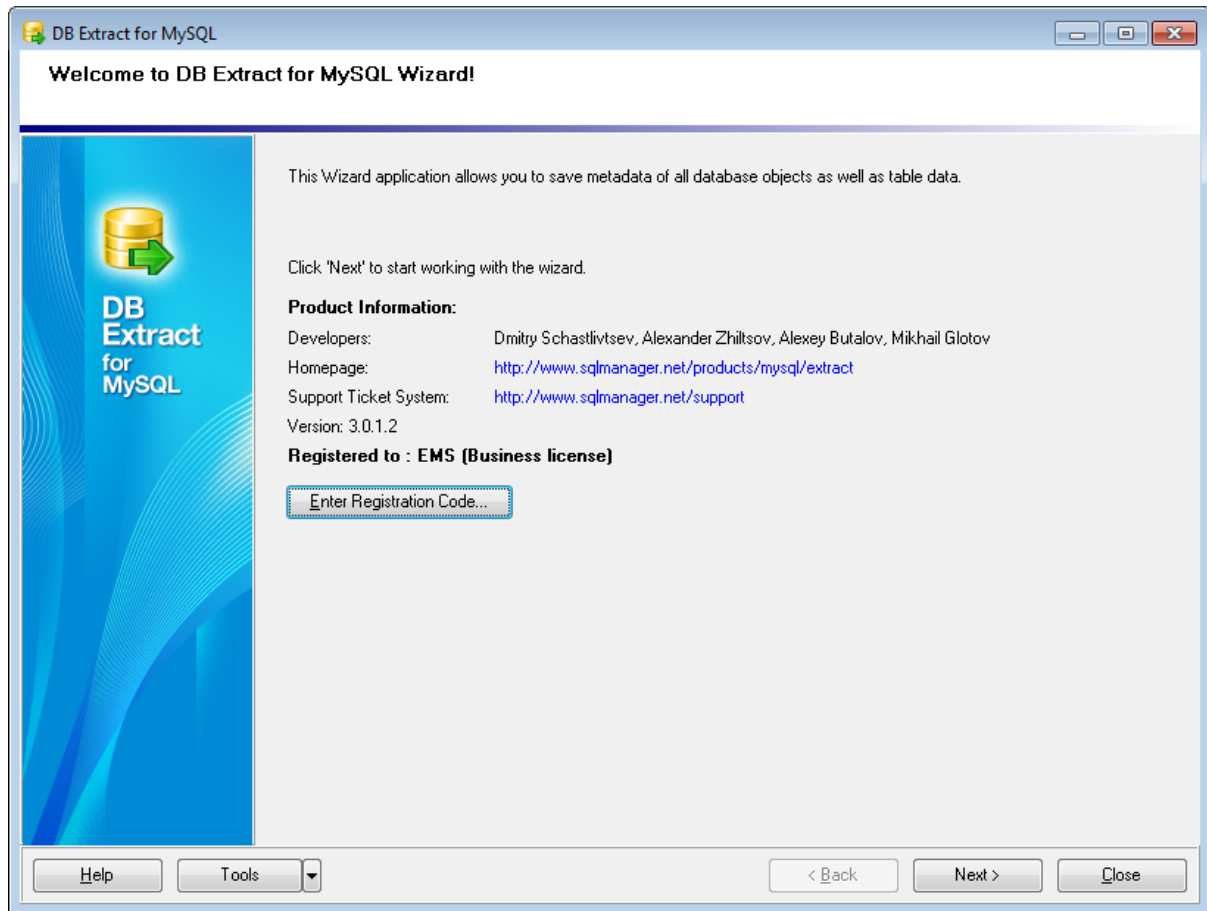 DB Extract for MySQL
Welcome to DB Extract for MySQL Wizard!
This Wizard application allows you to save metadata of all database objects as well as table data.
Click 'Next' to start working with the wizard.
DB
Extract
for
MySQL
Product Information:
Developers: Dmitry Schastlivtsev, Alexander Zhiltsov, Alexey Butalov, Mikhail Glotov
Homepage: http://www.sqlmanager.net/products/mysql/extract
Support Ticket System: http://www.sqlmanager.net/support
Version: 3.0.1.2
Registered to : EMS (Business license)
Enter Registration Code...
Help Tools < Back Next > Close